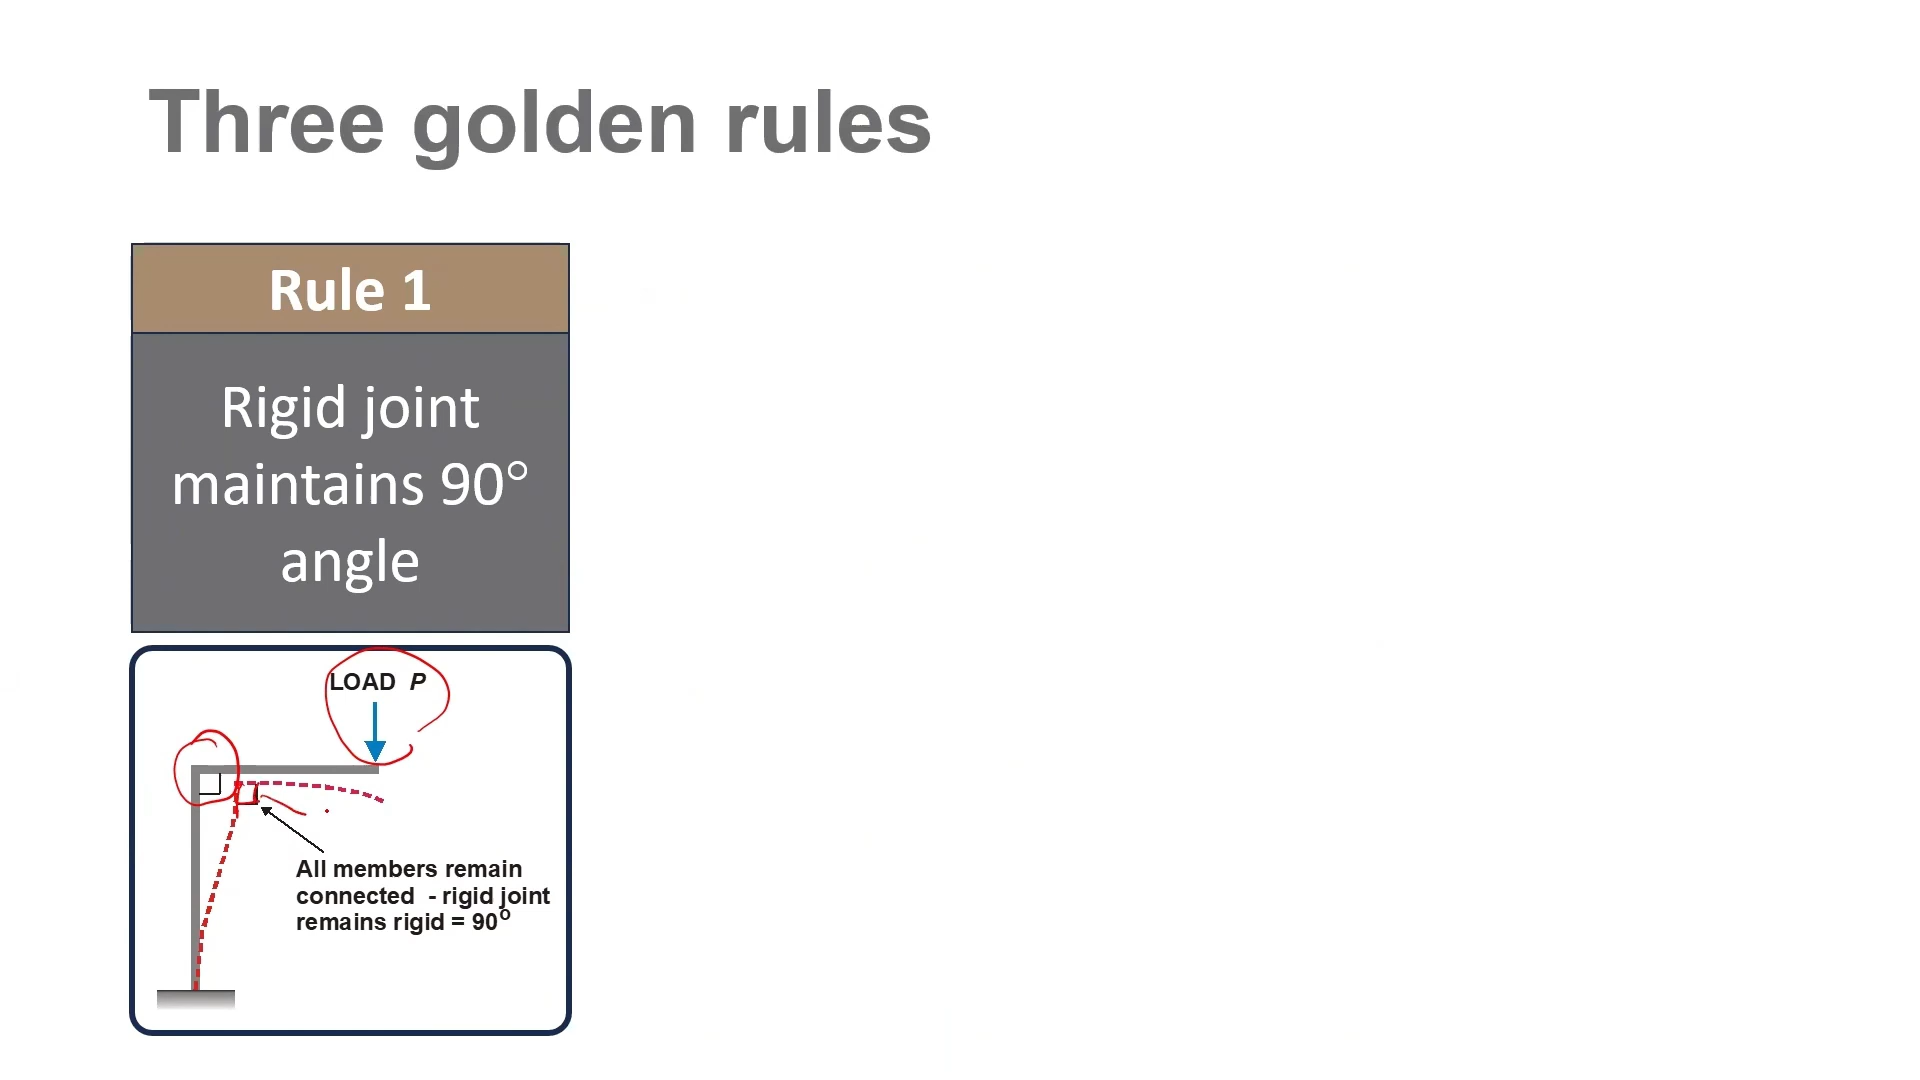 Three golden rules
Rule 1
Rigid joint
maintains 90°
angle
LOAD P
All members remain
connected - rigid joint
remains rigid = 90°